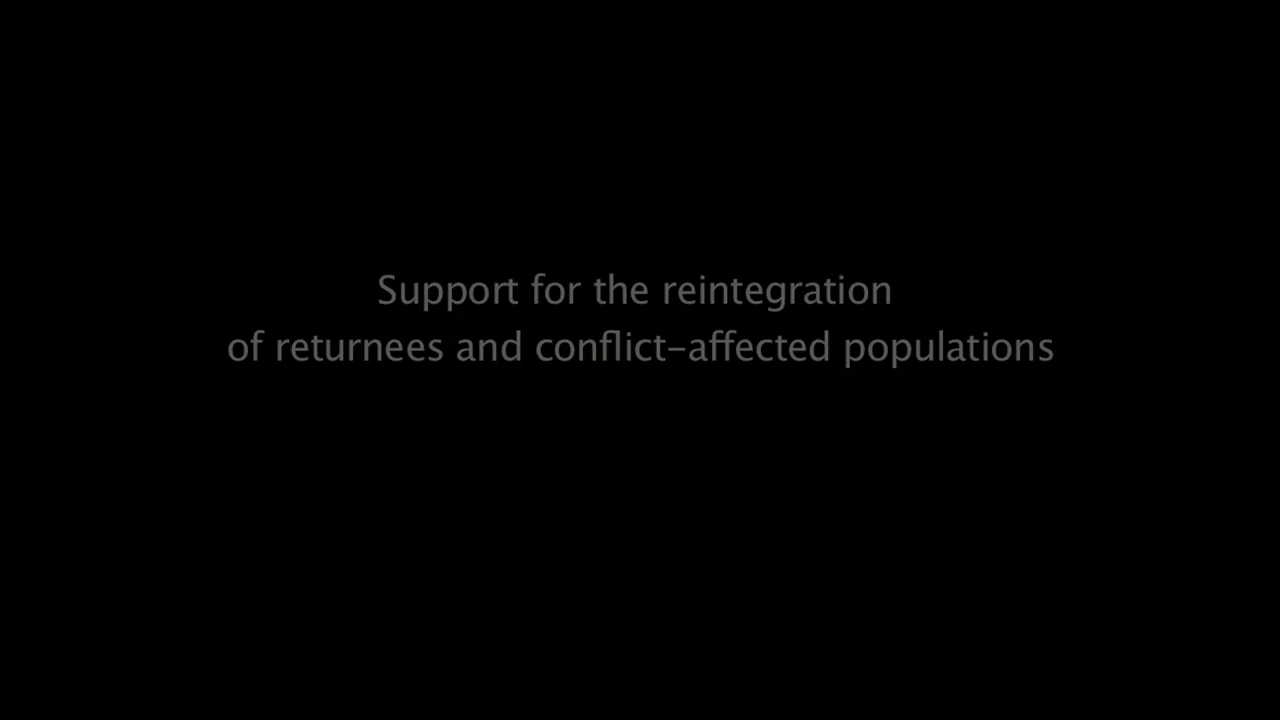 Support for the reintegration
of returnees and conflict-affected populations